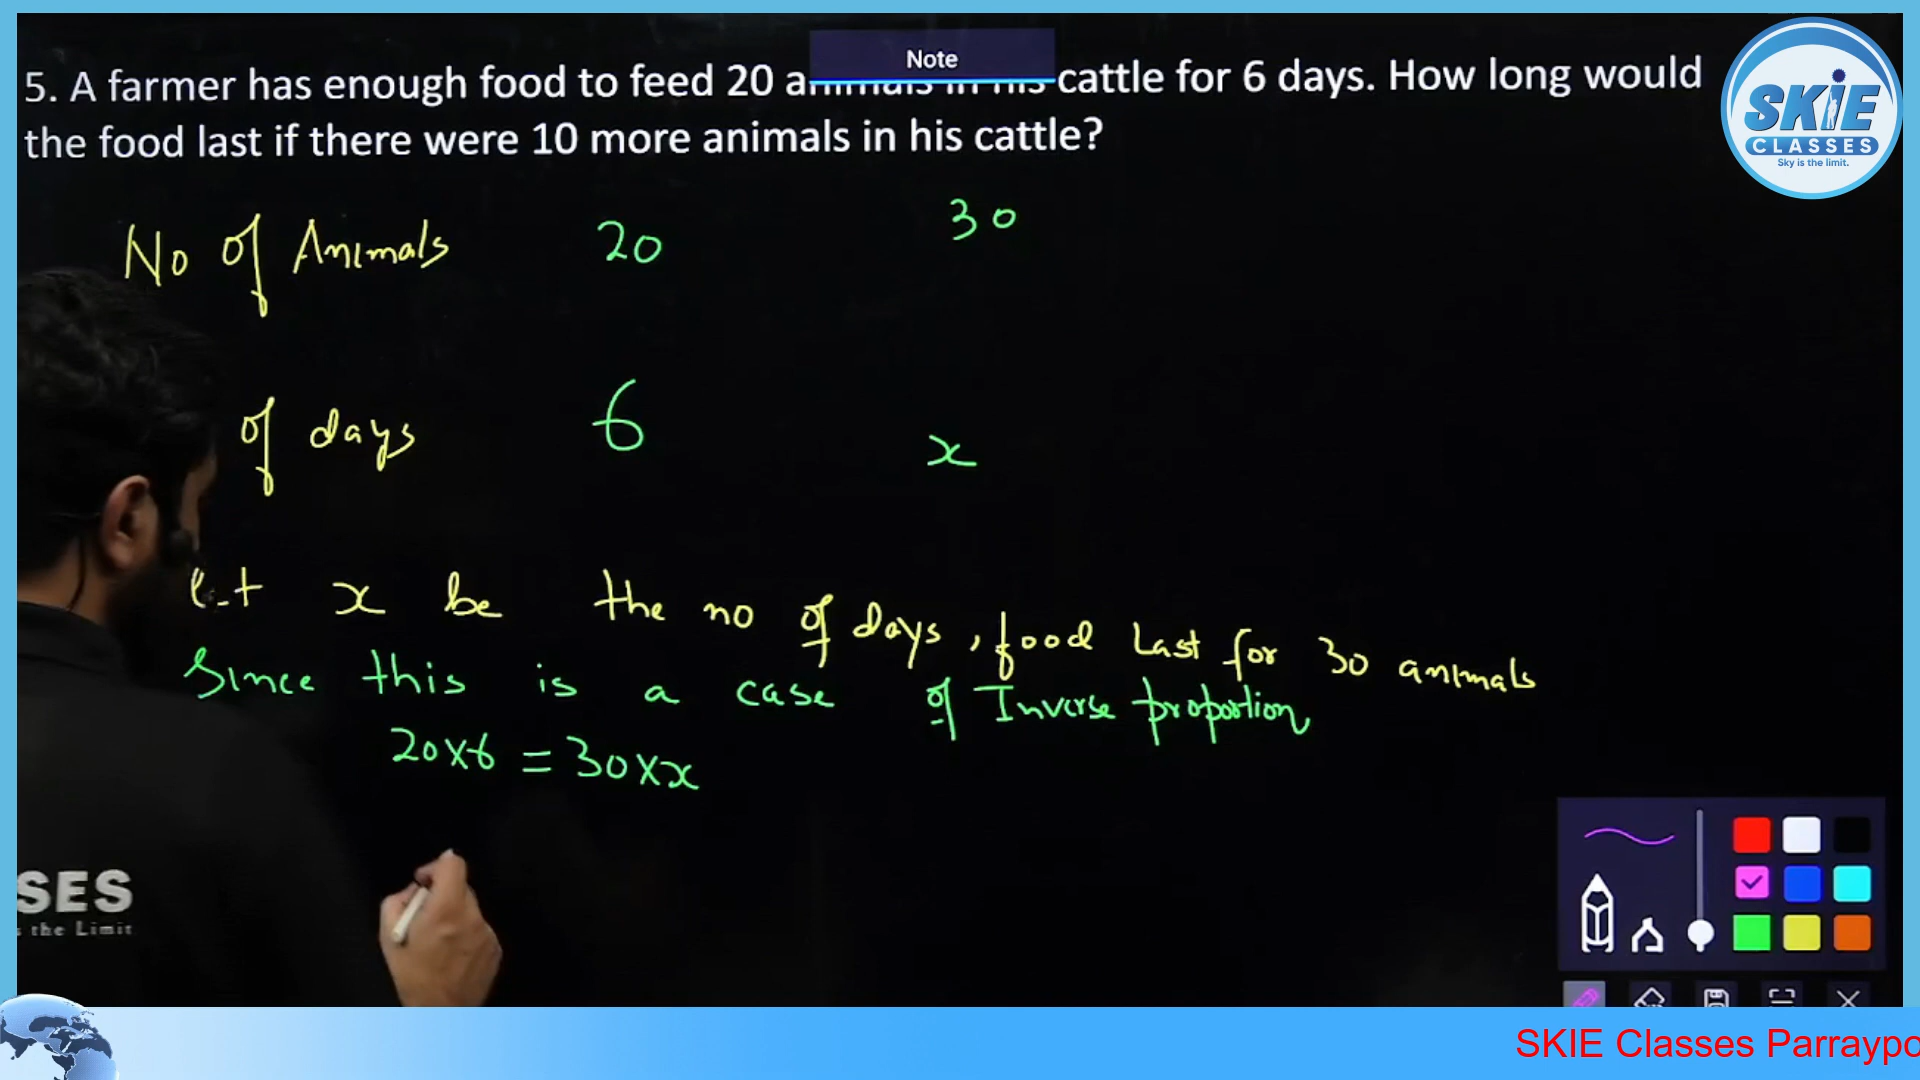 Note
5. A farmer has enough food to feed 20 animals in his cattle for 6 days. How long would
the food last if there were 10 more animals in his cattle?
SKIE
CLASSES
Sky is the limit.
No of Animals 20 30
of days 6 x
let x be the no of days, food last for 30 animals
Since this is a case of Inverse proportion
20x6 = 30xx
SES
the Limit
SKIE Classes Parraypo